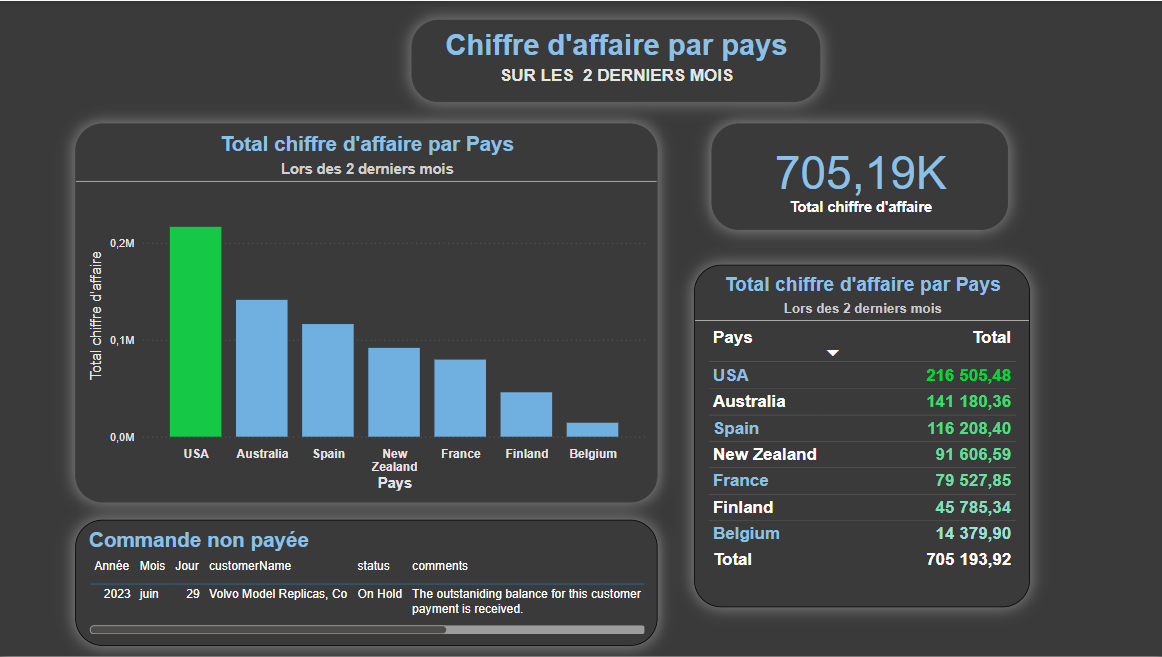 Chiffre d'affaire par pays
SUR LES 2 DERNIERS MOIS
Total chiffre d'affaire par Pays
Lors des 2 derniers mois
Total chiffre d'affaire
0,2M
0,1M
0,0M
USA
Australia
Spain
New
Zealand
France
Finland
Belgium
Pays
705,19K
Total chiffre d'affaire
Total chiffre d'affaire par Pays
Lors des 2 derniers mois
Pays Total
USA 216 505,48
Australia 141 180,36
Spain 116 208,40
New Zealand 91 606,59
France 79 527,85
Finland 45 785,34
Belgium 14 379,90
Total 705 193,92
Commande non payée
Année Mois Jour customerName status comments
2023 juin 29 Volvo Model Replicas, Co On Hold The outstaniding balance for this customer
payment is received.